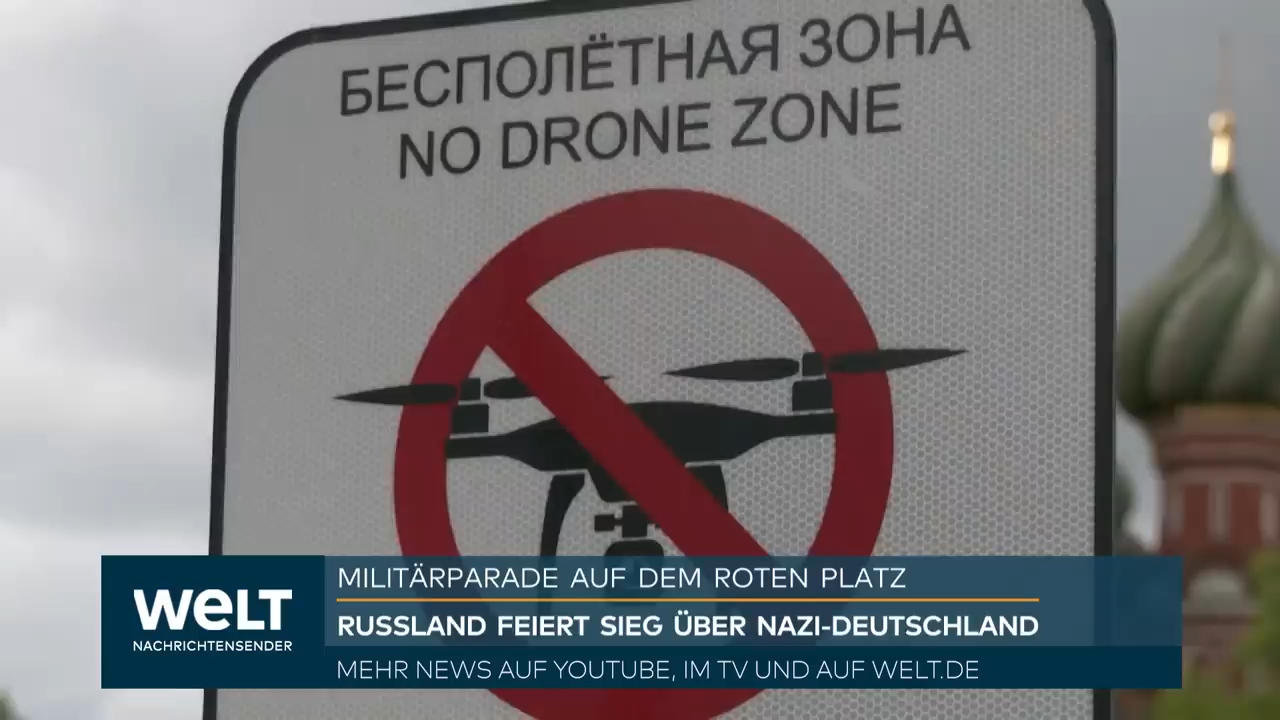 БЕСПОЛЁТНАЯ ЗОНА
NO DRONE ZONE
welt
NACHRICHTENSENDER
MILITÄRPARADE AUF DEM ROTEN PLATZ
RUSSLAND FEIERT SIEG ÜBER NAZI-DEUTSCHLAND
MEHR NEWS AUF YOUTUBE, IM TV UND AUF WELT.DE